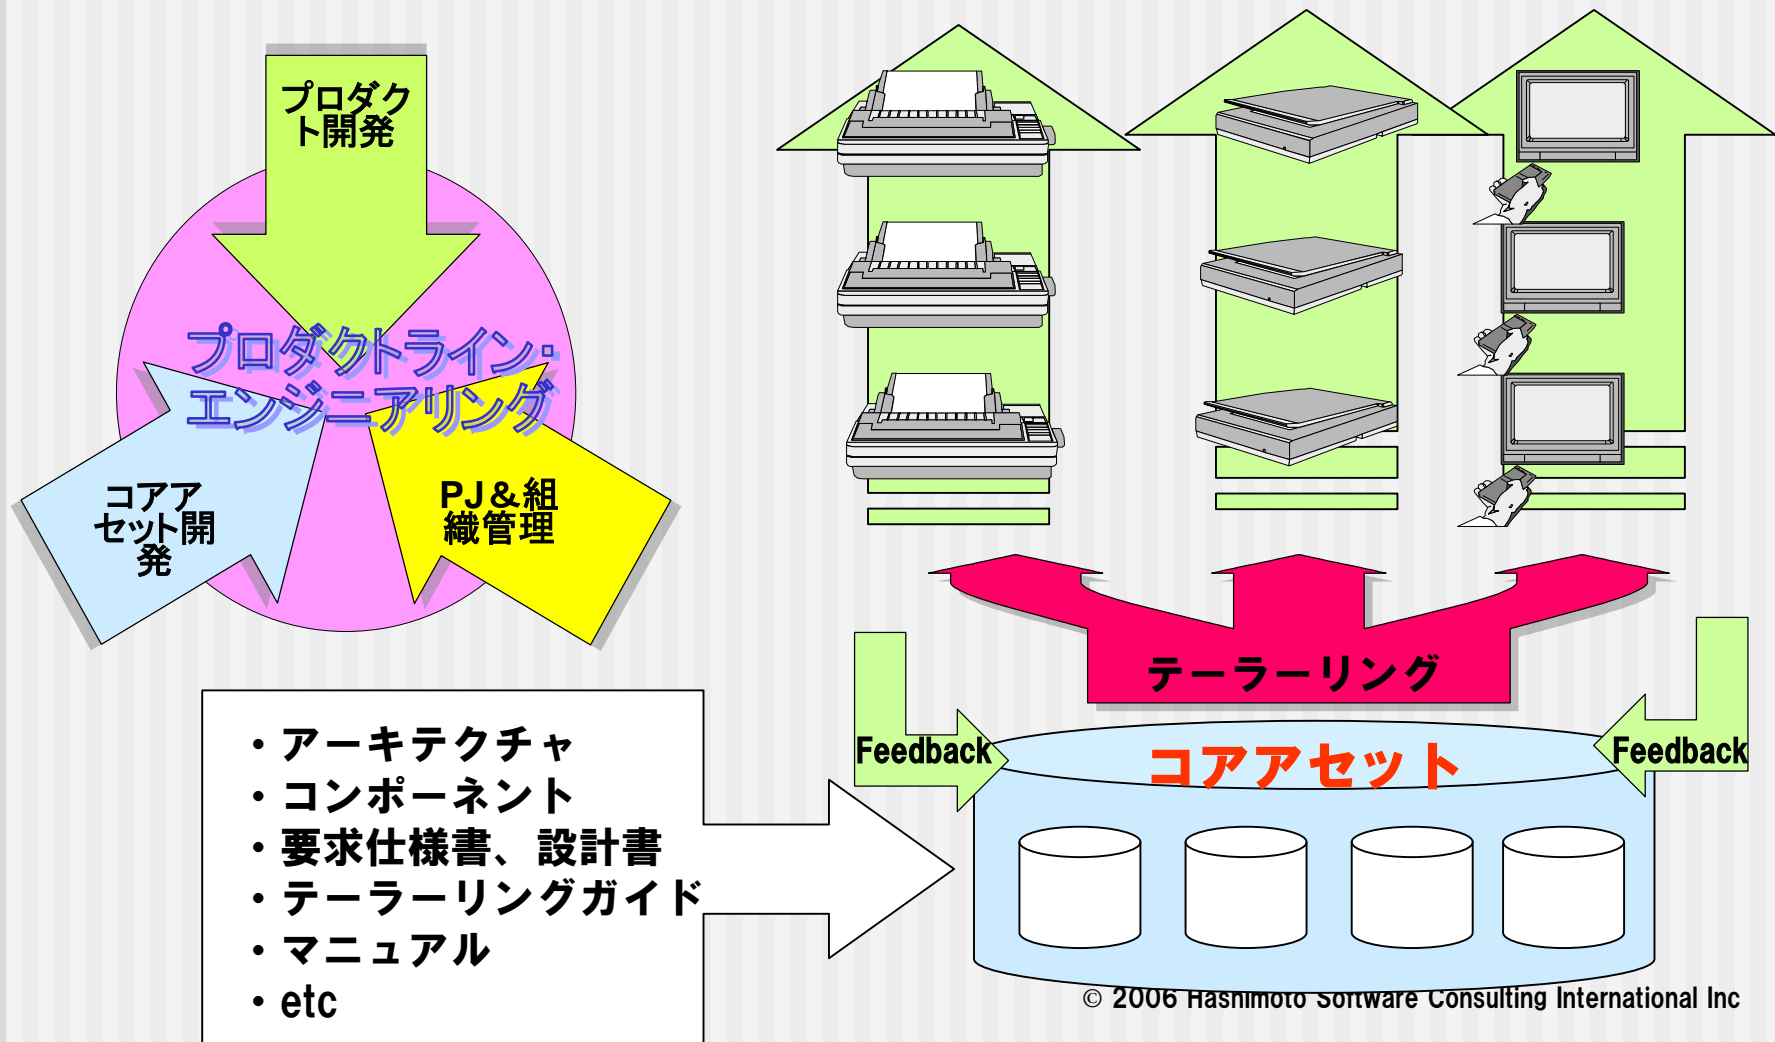 プロダク
ト開発
プロダクトライン・
エンジニアリング
コアア
セット開
発
PJ＆組
織管理
テーラーリング
Feedback
コアアセット
Feedback
・アーキテクチャ
・コンポーネント
・要求仕様書、設計書
・テーラーリングガイド
・マニュアル
・etc
© 2006 Hashimoto Software Consulting International Inc